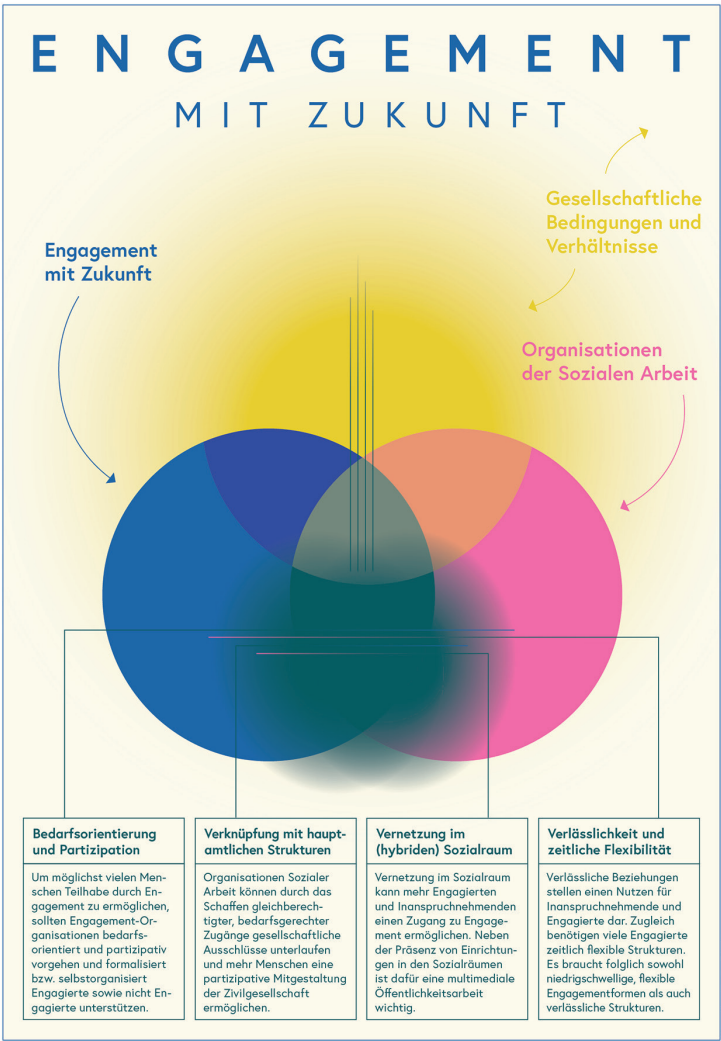 ENGAGEMENT
MIT ZUKUNFT
Gesellschaftliche
Bedingungen und
Verhältnisse
Engagement
mit Zukunft
Organisationen
der Sozialen Arbeit
Bedarfsorientierung
und Partizipation
Um möglichst vielen Men-
schen Teilhabe durch En-
gagement zu ermöglichen,
sollten Engagement-Or-
ganisationen bedarfs-
orientiert und partizipativ
vorgehen und formalisiert
bzw. selbstorganisiert
Engagierte sowie nicht En-
gagierte unterstützen.
Verknüpfung mit haupt-
amtlichen Strukturen
Organisationen Sozialer
Arbeit können durch das
Schaffen gleichberech-
tigter, bedarfsgerechter
Zugänge gesellschaftliche
Ausschlüsse unterlaufen
und mehr Menschen eine
partizipative Mitgestaltung
der Zivilgesellschaft
ermöglichen.
Vernetzung im
(hybriden) Sozialraum
Vernetzung im Sozialraum
kann mehr Engagierten
und Inanspruchnehmenden
einen Zugang zu Engage-
ment ermöglichen. Neben
der Präsenz von Einrichtun-
gen in den Sozialräumen
ist dafür eine multimediale
Öffentlichkeitsarbeit
wichtig.
Verlässlichkeit und
zeitliche Flexibilität
Verlässliche Beziehungen
stellen einen Nutzen für
Inanspruchnehmende und
Engagierte dar. Zugleich
benötigen viele Engagierte
zeitlich flexible Strukturen.
Es braucht folglich sowohl
niedrigschwellige, flexible
Engagementformen als auch
verlässliche Strukturen.